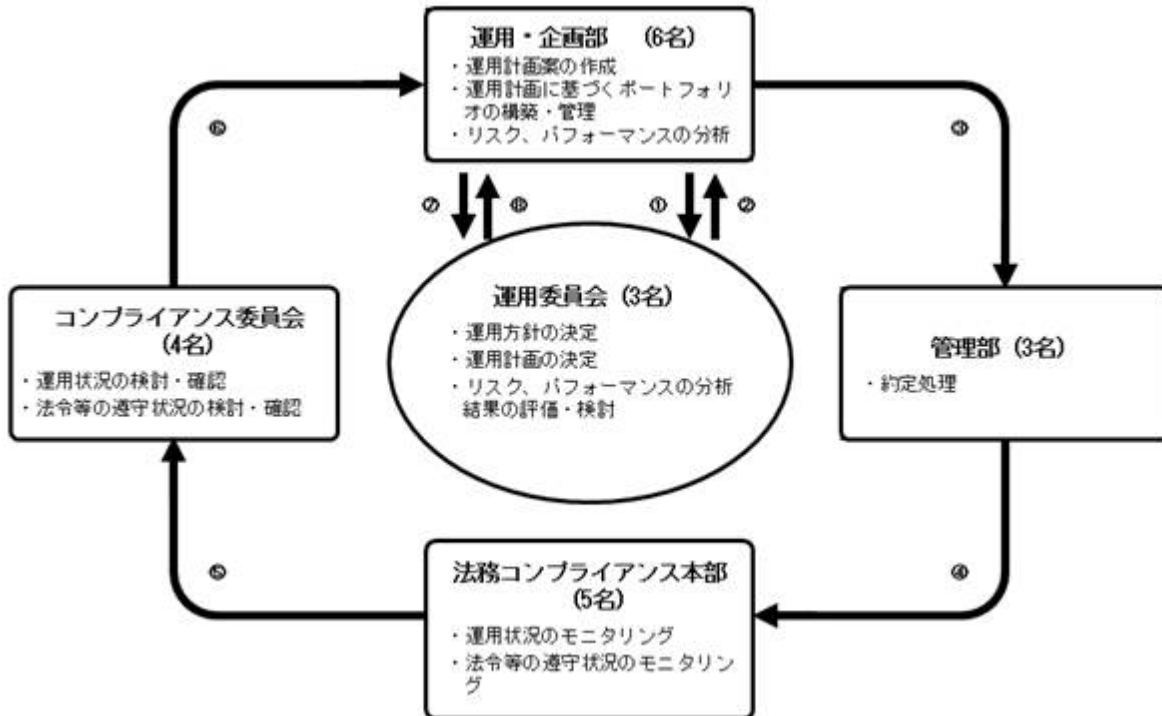 運用・企画部 (6名)
・運用計画案の作成
・運用計画に基づくポートフォリ
オの構築・管理
・リスク、パフォーマンスの分析
⑥
③
⑦
⑧
①
②
運用委員会 (3名)
・運用方針の決定
・運用計画の決定
・リスク、パフォーマンスの分析
結果の評価・検討
コンプライアンス委員会
(4名)
・運用状況の検討・確認
・法令等の遵守状況の検討・確認
管理部 (3名)
・約定処理
⑤
④
法務コンプライアンス本部
(5名)
・運用状況のモニタリング
・法令等の遵守状況のモニタリン
グ